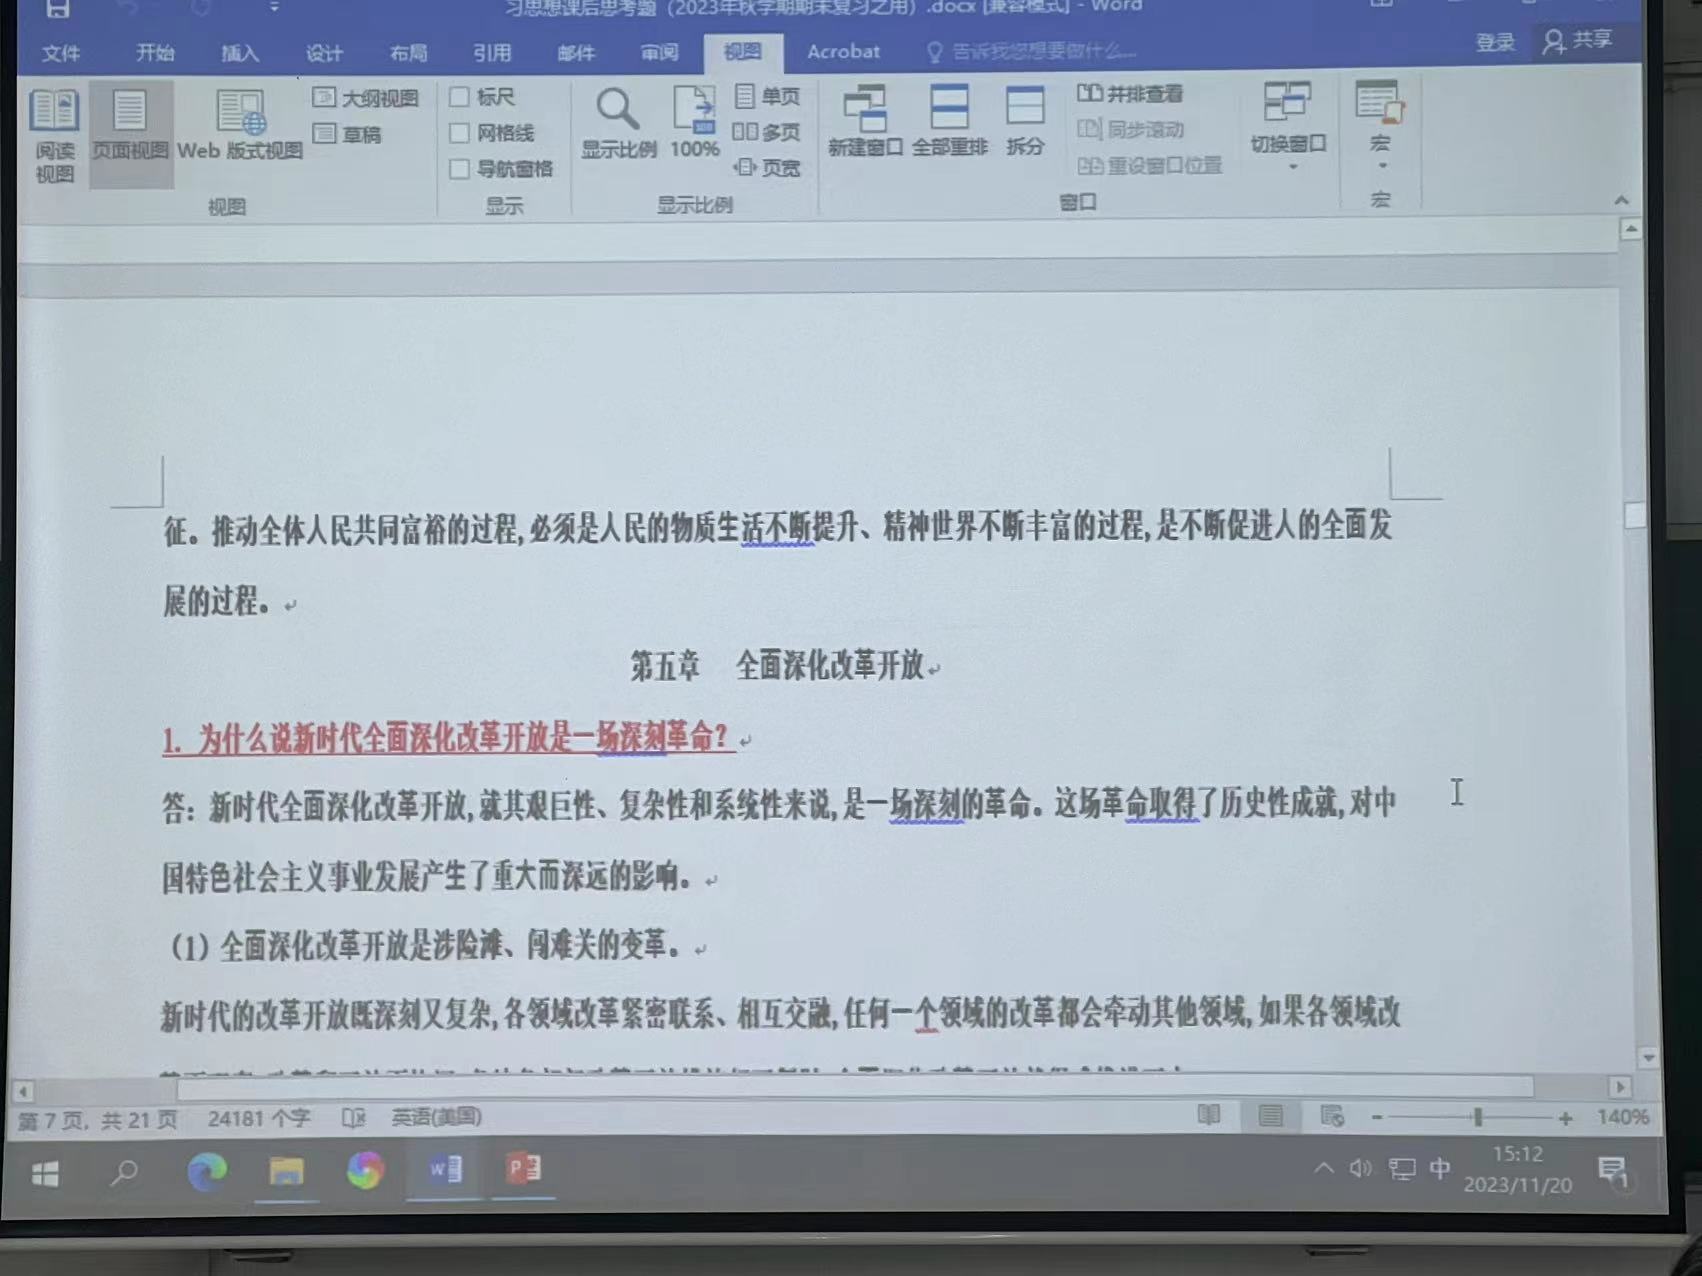 习思想课后思考题（2023年秋学期期末复习之用）.docx [兼容模式] - Word
文件 开始 插入 设计 布局 引用 邮件 审阅 视图 Acrobat 告诉我您想要做什么... 登录 共享
阅读视图 页面视图 Web 版式视图 大纲视图 草稿
标尺 网格线 导航窗格
显示比例 100% 单页 多页 页宽
新建窗口 全部重排 拆分 并排查看 同步滚动 重设窗口位置 切换窗口
宏
视图 显示 显示比例 窗口 宏
征。推动全体人民共同富裕的过程,必须是人民的物质生活不断提升、精神世界不断丰富的过程,是不断促进人的全面发
展的过程。
第五章 全面深化改革开放
1. 为什么说新时代全面深化改革开放是一场深刻革命？
答：新时代全面深化改革开放,就其艰巨性、复杂性和系统性来说,是一场深刻的革命。这场革命取得了历史性成就,对中
国特色社会主义事业发展产生了重大而深远的影响。
（1）全面深化改革开放是涉险滩、闯难关的变革。
新时代的改革开放既深刻又复杂,各领域改革紧密联系、相互交融,任何一个领域的改革都会牵动其他领域,如果各领域改
第 7 页，共 21 页 24181 个字 英语(美国) 140%
中 15:12
2023/11/20 1